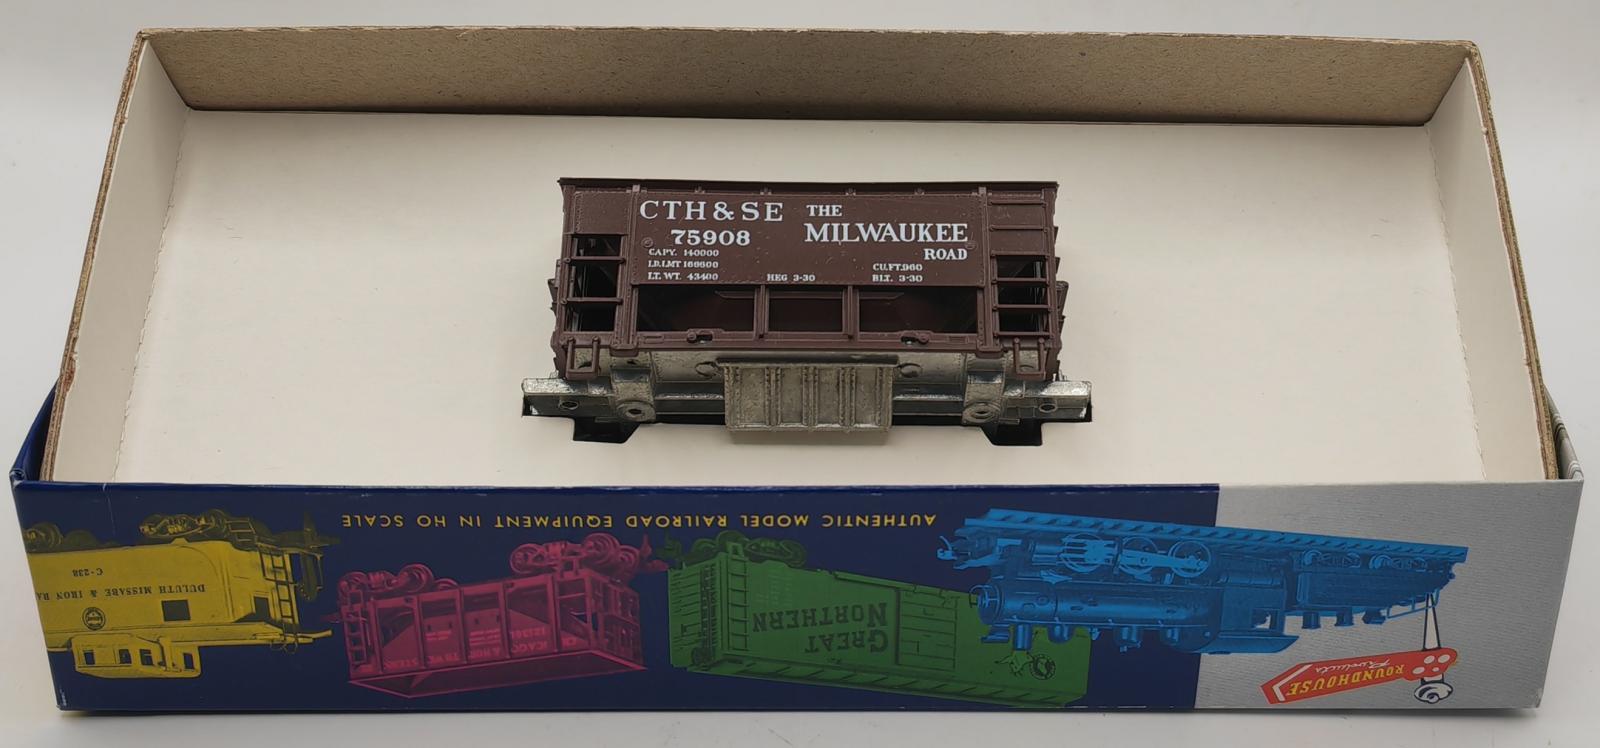 CTH & SE THE
75908 MILWAUKEE
ROAD
CAPY. 140000
LD.LMT 166600 CU.FT.960
LT. WT. 43400 HEG 3-30 BLT. 3-30
AUTHENTIC MODEL RAILROAD EQUIPMENT IN HO SCALE
DULUTH MISSABE & IRON RA
C-238
GREAT
NORTHERN
ROUNDHOUSE
Products